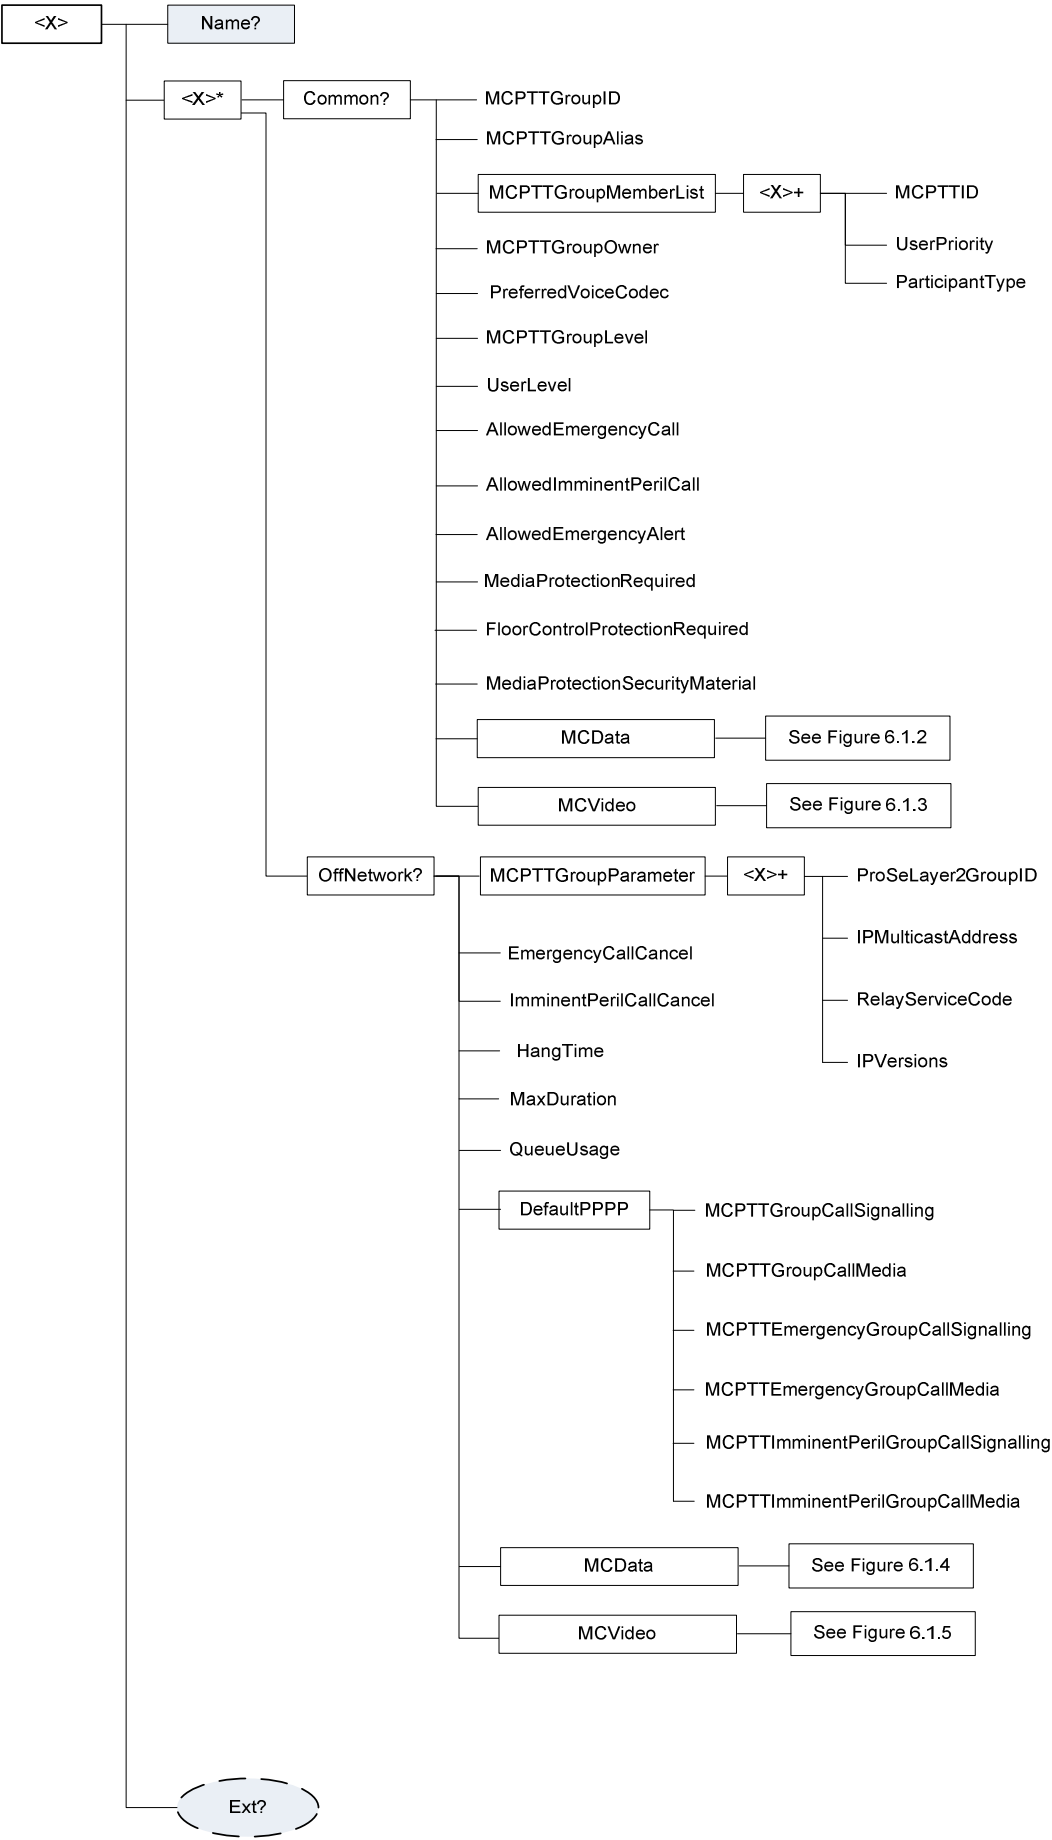 <X>
Name?
<X>*
Common?
MCPTTGroupID
MCPTTGroupAlias
MCPTTGroupMemberList
<X>+
MCPTTID
UserPriority
ParticipantType
MCPTTGroupOwner
PreferredVoiceCodec
MCPTTGroupLevel
UserLevel
AllowedEmergencyCall
AllowedImminentPerilCall
AllowedEmergencyAlert
MediaProtectionRequired
FloorControlProtectionRequired
MediaProtectionSecurityMaterial
MCData
See Figure 6.1.2
MCVideo
See Figure 6.1.3
OffNetwork?
MCPTTGroupParameter
<X>+
ProSeLayer2GroupID
IPMulticastAddress
RelayServiceCode
IPVersions
EmergencyCallCancel
ImminentPerilCallCancel
HangTime
MaxDuration
QueueUsage
DefaultPPPP
MCPTTGroupCallSignalling
MCPTTGroupCallMedia
MCPTTEmergencyGroupCallSignalling
MCPTTEmergencyGroupCallMedia
MCPTTImminentPerilGroupCallSignalling
MCPTTImminentPerilGroupCallMedia
MCData
See Figure 6.1.4
MCVideo
See Figure 6.1.5
Ext?